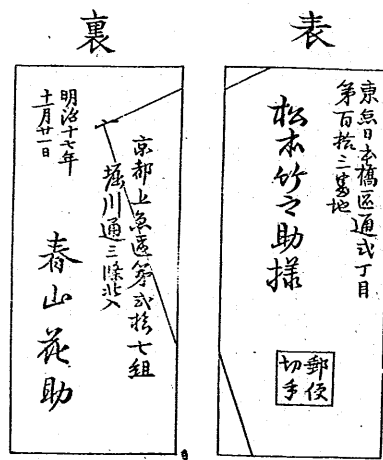 表
東京日本橋區通弍丁目
第百拾三番地
松本竹之助様
郵便
切手
裏
京都上京區第弍拾七組
堀川通三條北入
明治十七年
十一月廿一日
春山花助